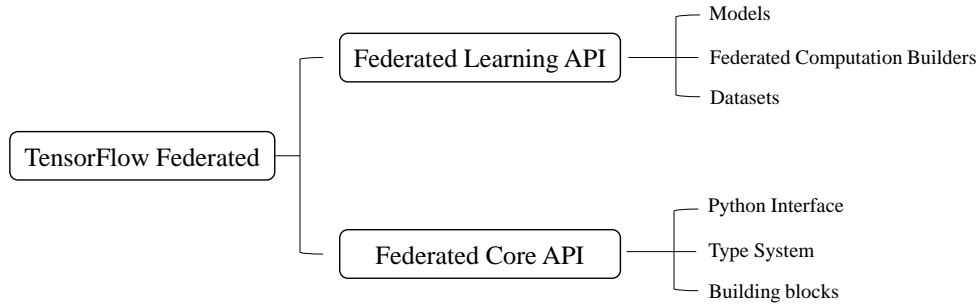 TensorFlow Federated
Federated Learning API
Models
Federated Computation Builders
Datasets
Federated Core API
Python Interface
Type System
Building blocks